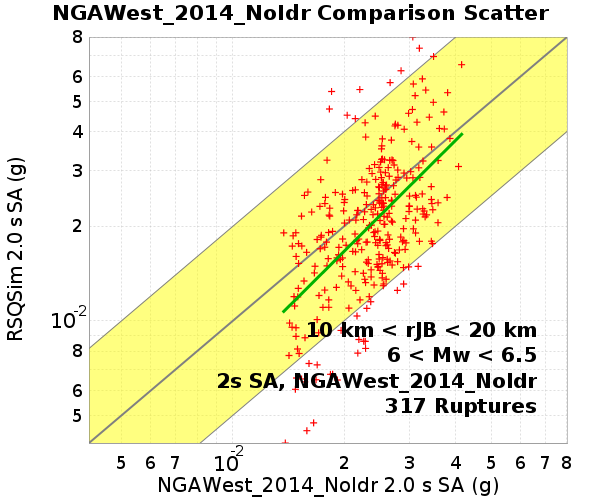 NGAWest_2014_NoIdr Comparison Scatter
8
6
5
4
3
2
10-2
8
6
5
RSQSim 2.0 s SA (g)
10 km < rJB < 20 km
6 < Mw < 6.5
2s SA, NGAWest_2014_NoIdr
317 Ruptures
5 6 7 10-2 2 3 4 5 6 7 8
NGAWest_2014_NoIdr 2.0 s SA (g)